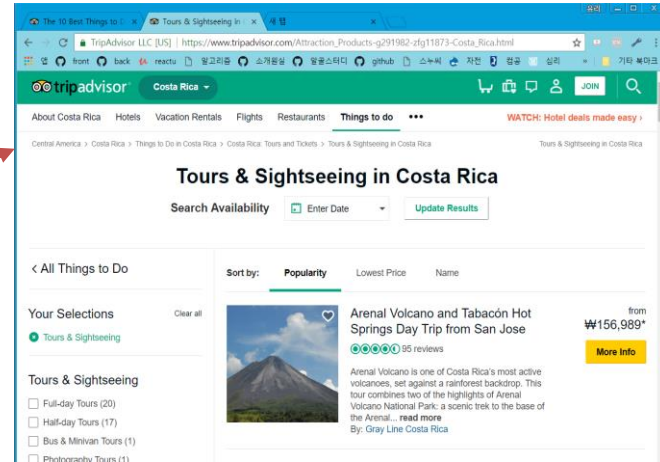 유리
The 10 Best Things to D
Tours & Sightseeing in
새 탭
TripAdvisor LLC [US] | https://www.tripadvisor.com/Attraction_Products-g291982-zfg11873-Costa_Rica.html
앱 front back reactu 알고리즘 소개원실 알쓸스터디 github 스누씨 자전 컴공 심리 » 기타 북마크
tripadvisor Costa Rica JOIN
About Costa Rica Hotels Vacation Rentals Flights Restaurants Things to do ••• WATCH: Hotel deals made easy ›
Central America > Costa Rica > Things to Do in Costa Rica > Costa Rica: Tours and Tickets > Tours & Sightseeing in Costa Rica Tours & Sightseeing in Costa Rica
Tours & Sightseeing in Costa Rica
Search Availability Enter Date Update Results
< All Things to Do
Sort by: Popularity Lowest Price Name
Your Selections Clear all
Tours & Sightseeing
Tours & Sightseeing
Full-day Tours (20)
Half-day Tours (17)
Bus & Minivan Tours (1)
Photography Tours (1)
Arenal Volcano and Tabacón Hot
Springs Day Trip from San Jose
95 reviews
Arenal Volcano is one of Costa Rica's most active
volcanoes, set against a rainforest backdrop. This
tour combines two of the highlights of Arenal
Volcano National Park: a scenic trek to the base of
the Arenal... read more
By: Gray Line Costa Rica
from
₩156,989*
More Info